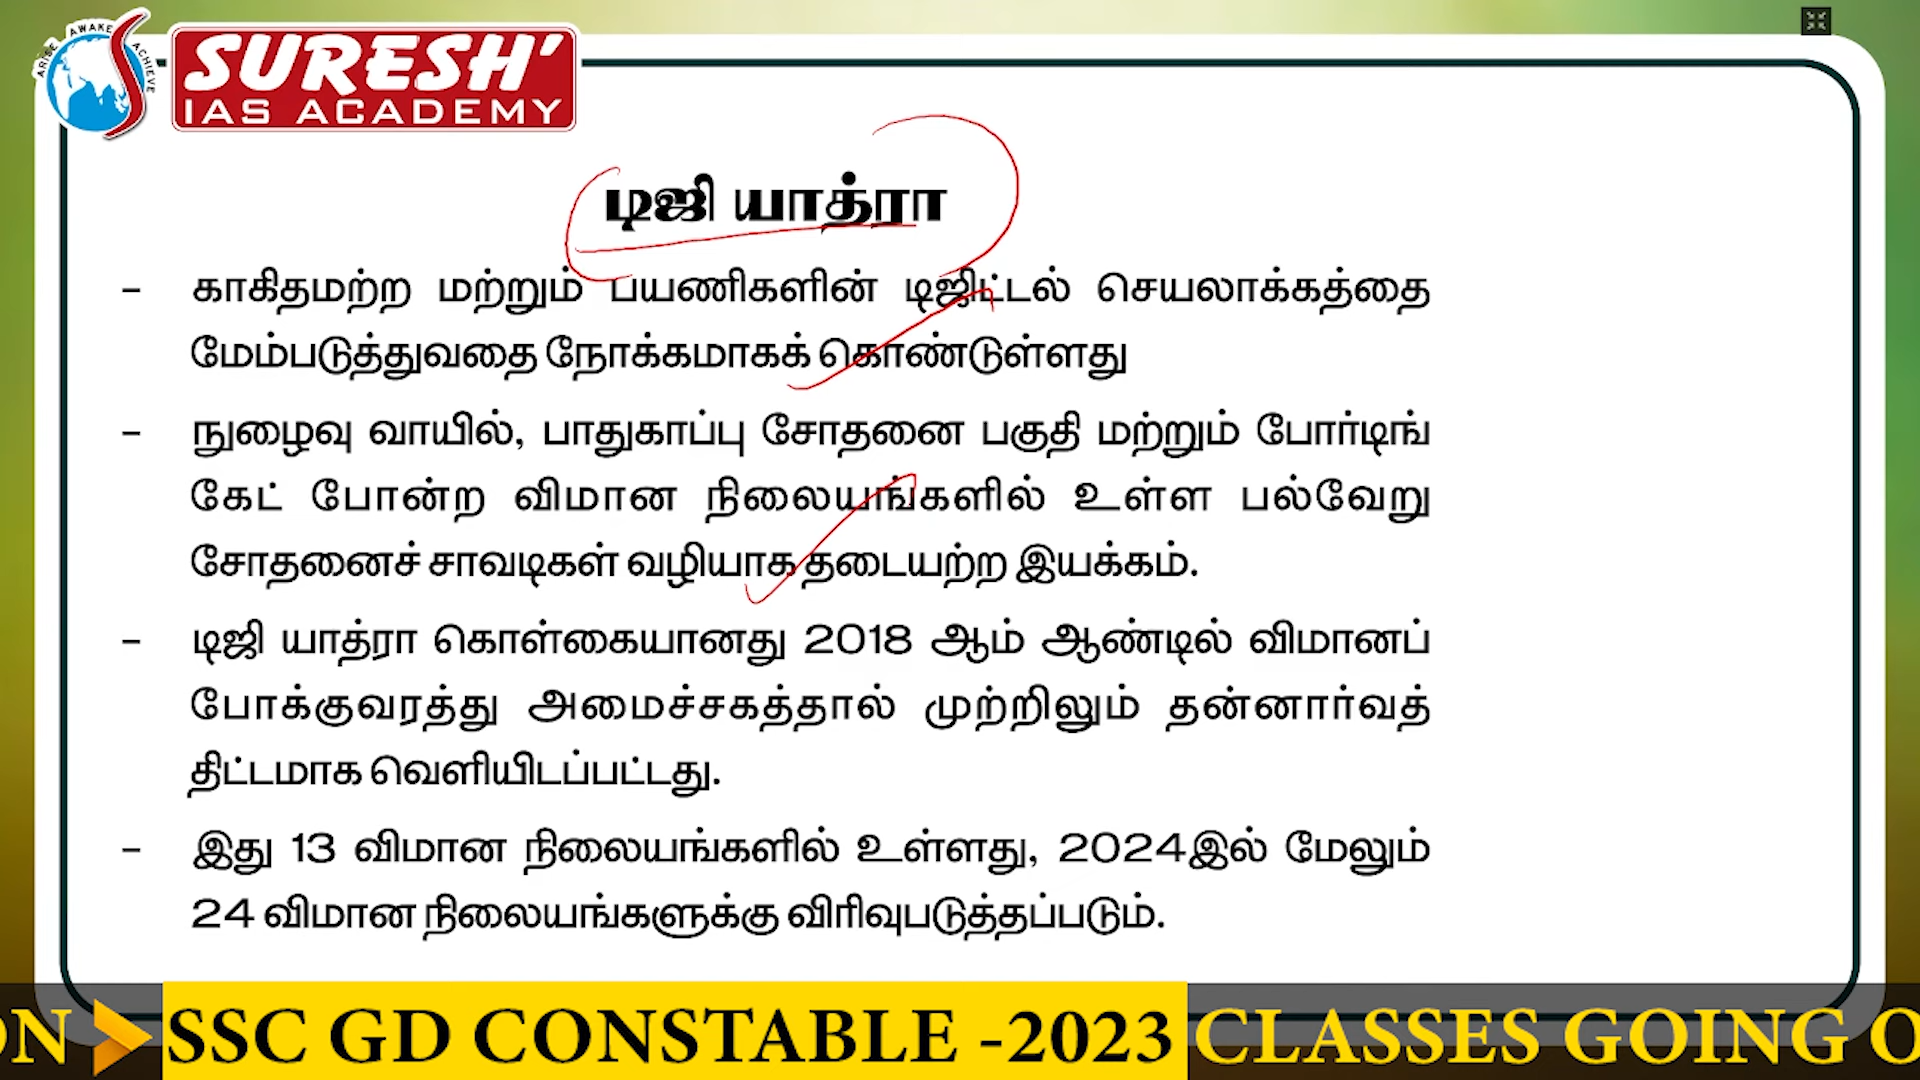 ARISE AWAKE ACHIEVE
SURESH'
IAS ACADEMY
டிஜி யாத்ரா
- காகிதமற்ற மற்றும் பயணிகளின் டிஜிட்டல் செயலாக்கத்தை
மேம்படுத்துவதை நோக்கமாகக் கொண்டுள்ளது
- நுழைவு வாயில், பாதுகாப்பு சோதனை பகுதி மற்றும் போர்டிங்
கேட் போன்ற விமான நிலையங்களில் உள்ள பல்வேறு
சோதனைச் சாவடிகள் வழியாக தடையற்ற இயக்கம்.
- டிஜி யாத்ரா கொள்கையானது 2018 ஆம் ஆண்டில் விமானப்
போக்குவரத்து அமைச்சகத்தால் முற்றிலும் தன்னார்வத்
திட்டமாக வெளியிடப்பட்டது.
- இது 13 விமான நிலையங்களில் உள்ளது, 2024இல் மேலும்
24 விமான நிலையங்களுக்கு விரிவுபடுத்தப்படும்.
ON SSC GD CONSTABLE -2023 CLASSES GOING O